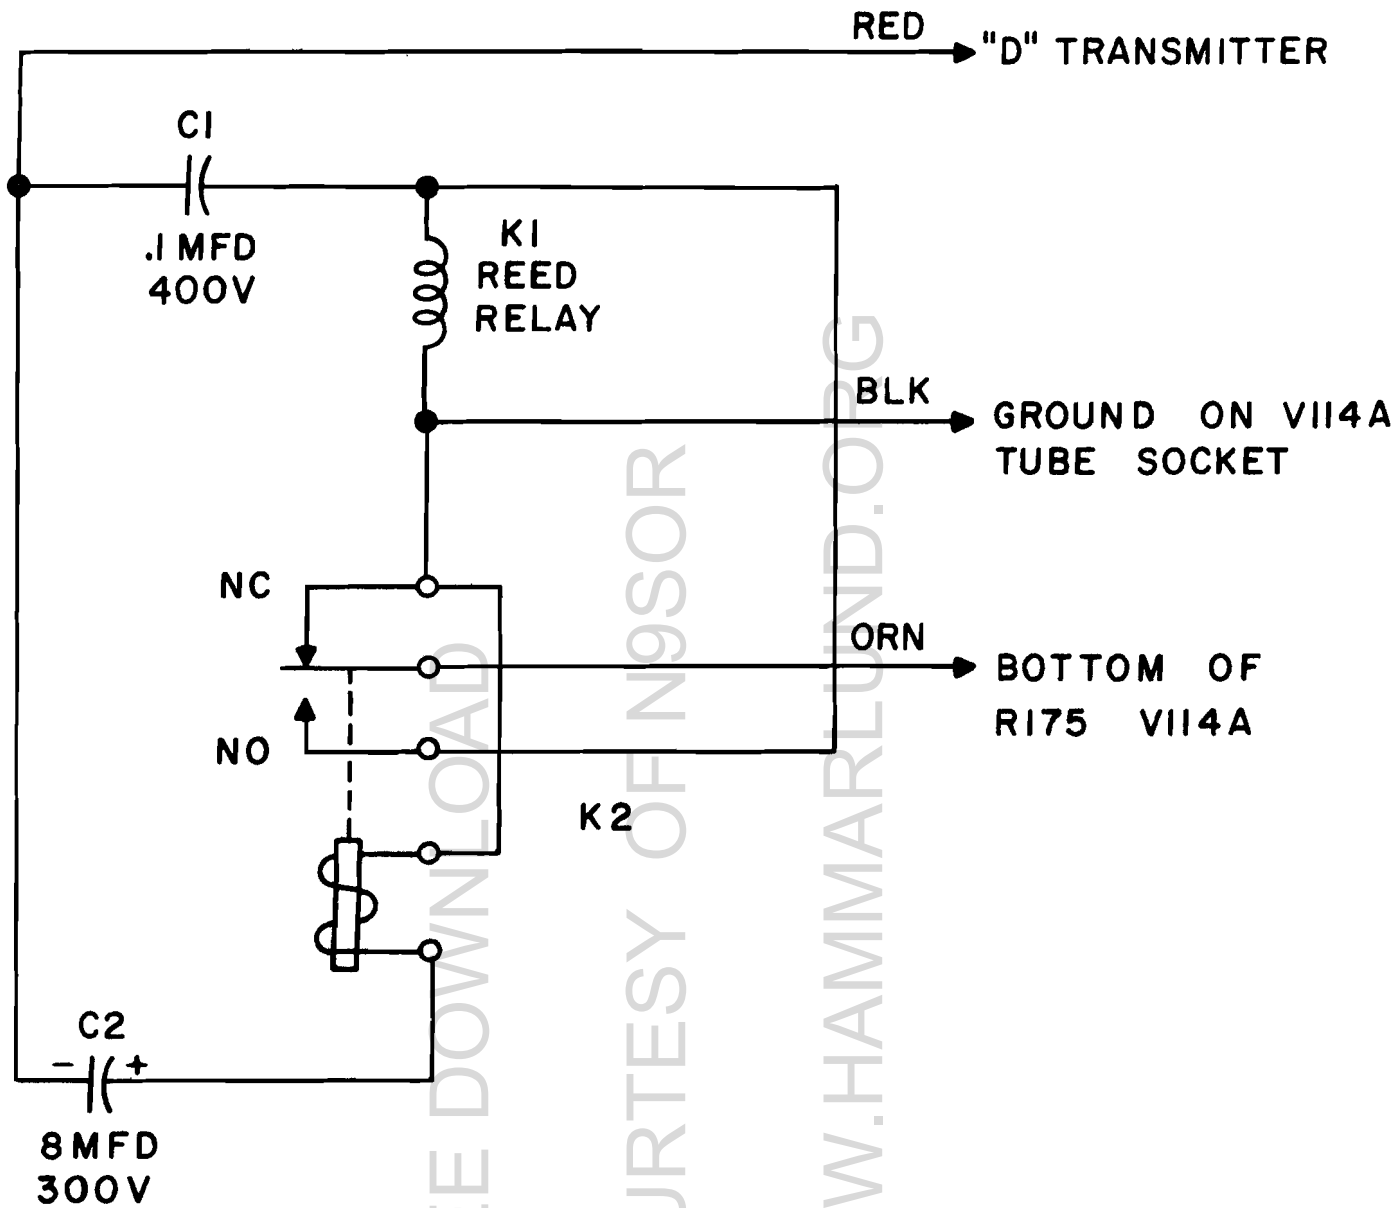 RED
"D" TRANSMITTER
C1
.1 MFD
400V
K1
REED
RELAY
BLK
GROUND ON V114A
TUBE SOCKET
NC
ORN
BOTTOM OF
R175 V114A
NO
K2
C2
- +
8 MFD
300V
EE DOWNLOAD
URTESY OF N9SOR
W.HAMMARLUND.ORG